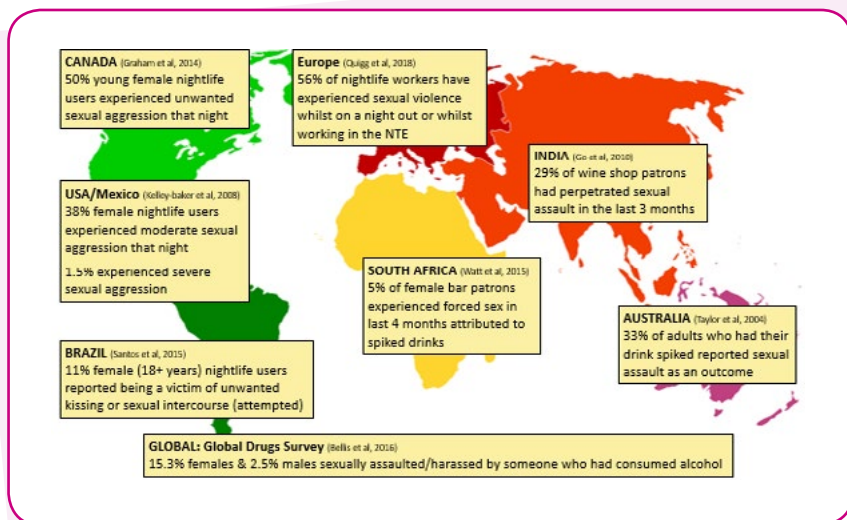 CANADA (Graham et al, 2014)
50% young female nightlife
users experienced unwanted
sexual aggression that night
Europe (Quigg et al, 2018)
56% of nightlife workers have
experienced sexual violence
whilst on a night out or whilst
working in the NTE
INDIA (Go et al, 2010)
29% of wine shop patrons
had perpetrated sexual
assault in the last 3 months
USA/Mexico (Kelley-baker et al, 2008)
38% female nightlife users
experienced moderate sexual
aggression that night
1.5% experienced severe
sexual aggression
SOUTH AFRICA (Watt et al, 2015)
5% of female bar patrons
experienced forced sex in
last 4 months attributed to
spiked drinks
AUSTRALIA (Taylor et al, 2004)
33% of adults who had their
drink spiked reported sexual
assault as an outcome
BRAZIL (Santos et al, 2015)
11% female (18+ years) nightlife users
reported being a victim of unwanted
kissing or sexual intercourse (attempted)
GLOBAL: Global Drugs Survey (Bellis et al, 2016)
15.3% females & 2.5% males sexually assaulted/harassed by someone who had consumed alcohol